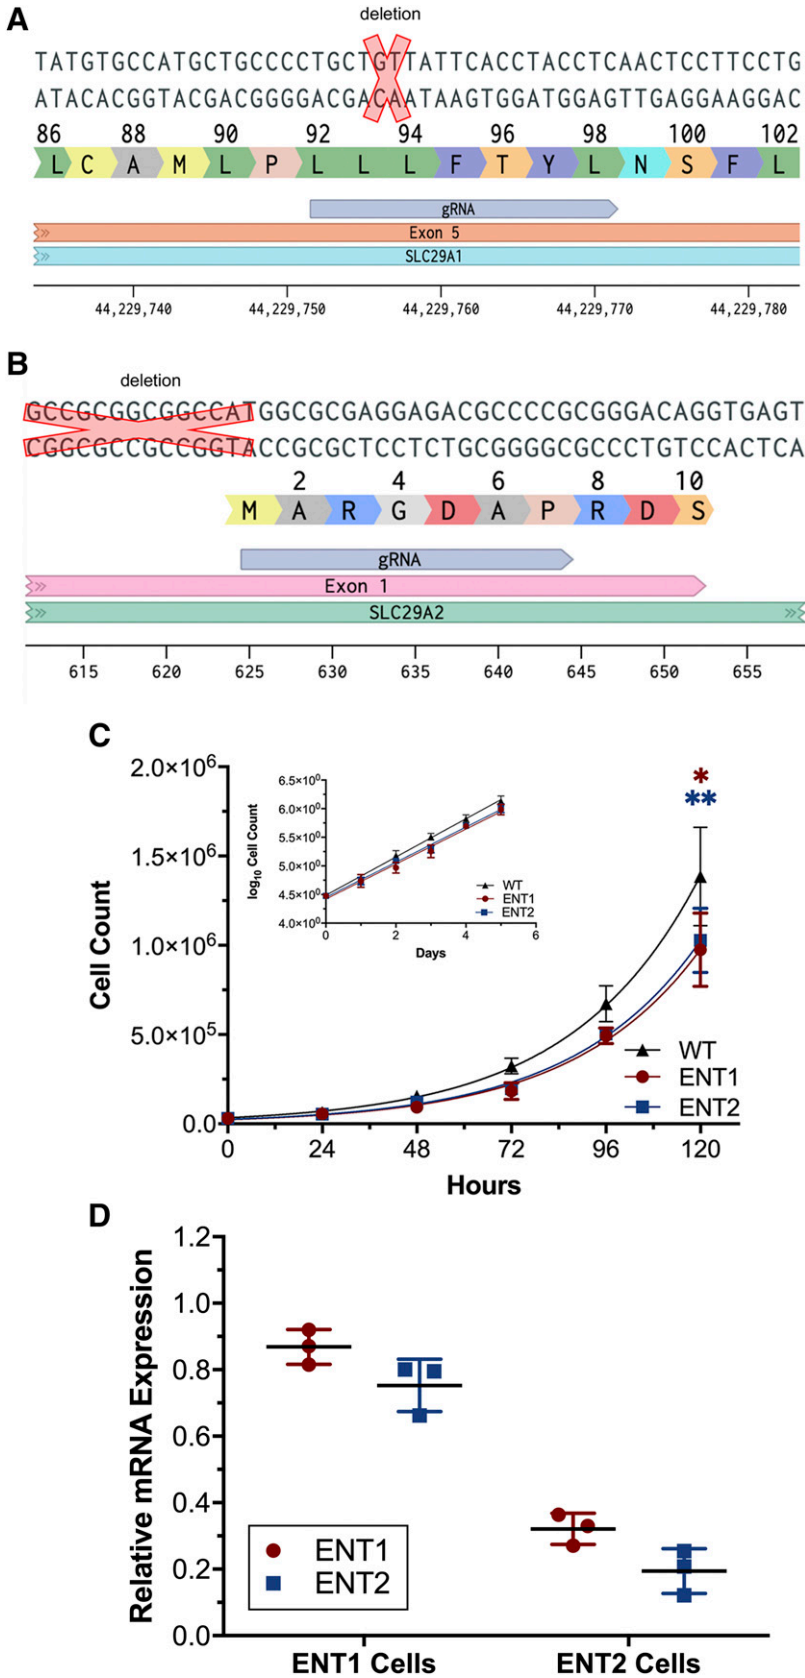 A
deletion
TATGTGCCATGCTGCCCCTGCTGTTATTCACCTACCTCAACTCCTTCCTG
ATACACGGTACGACGGGGACGACAATAAGTGGATGGAGTTGAGGAAGGAC
86 88 90 92 94 96 98 100 102
L C A M L P L L L F T Y L N S F L
gRNA
Exon 5
SLC29A1
44,229,740 44,229,750 44,229,760 44,229,770 44,229,780
B
deletion
GCCGCGGCGGCCATGGCGCGAGGAGACGCCCCGCGGGACAGGTGAGT
CGGCGCCGCCGGTACCGCGCTCCTCTGCGGGGCGCCCTGTCCACTCA
2 4 6 8 10
M A R G D A P R D S
gRNA
Exon 1
SLC29A2
615 620 625 630 635 640 645 650 655
C
2.0×10⁶
1.5×10⁶
1.0×10⁶
5.0×10⁵
0.0
Cell Count
0 24 48 72 96 120
Hours
*
**
WT
ENT1
ENT2
6.5×10⁰
6.0×10⁰
5.5×10⁰
5.0×10⁰
4.5×10⁰
4.0×10⁰
log₁₀ Cell Count
0 2 4 6
Days
WT
ENT1
ENT2
D
1.2
1.0
0.8
0.6
0.4
0.2
0.0
Relative mRNA Expression
ENT1
ENT2
ENT1 Cells ENT2 Cells